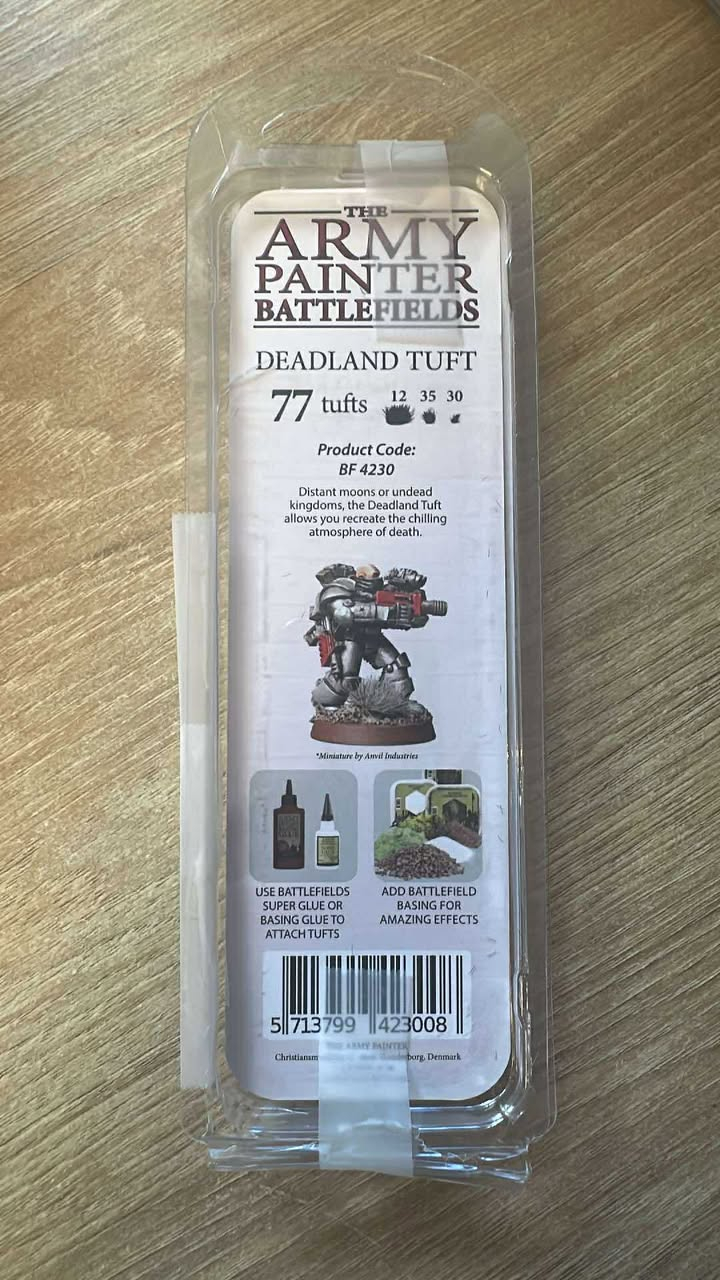 THE
ARMY
PAINTER
BATTLEFIELDS
DEADLAND TUFT
77 tufts 12 35 30
Product Code:
BF 4230
Distant moons or undead
kingdoms, the Deadland Tuft
allows you recreate the chilling
atmosphere of death.
*Miniature by Anvil Industries
USE BATTLEFIELDS
SUPER GLUE OR
BASING GLUE TO
ATTACH TUFTS
ADD BATTLEFIELD
BASING FOR
AMAZING EFFECTS
5 713799 423008
THE ARMY PAINTER
Denmark